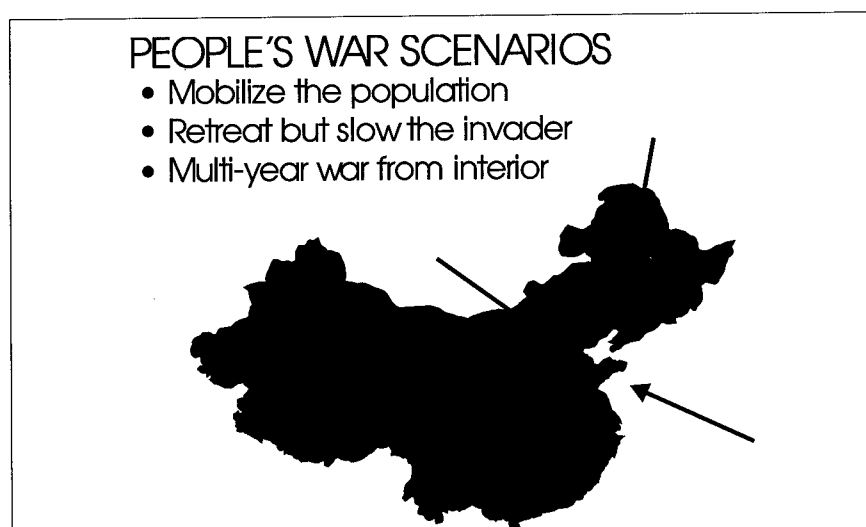 PEOPLE'S WAR SCENARIOS
• Mobilize the population
• Retreat but slow the invader
• Multi-year war from interior